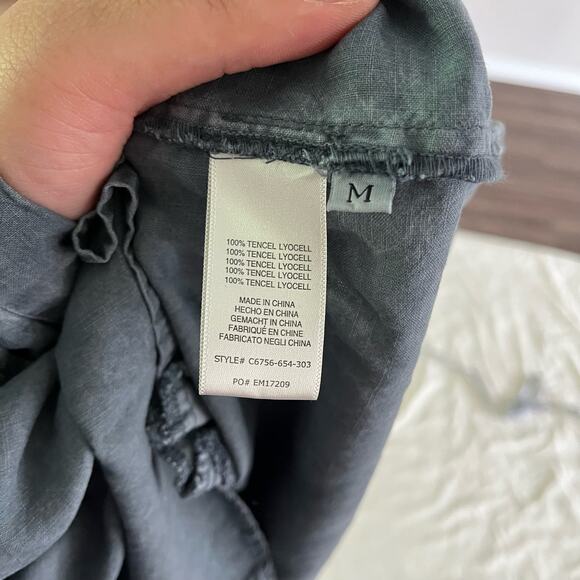 M
100% TENCEL LYOCELL
100% TENCEL LYOCELL
100% TENCEL LYOCELL
100% TENCEL LYOCELL
100% TENCEL LYOCELL
MADE IN CHINA
HECHO EN CHINA
GEMACHT IN CHINA
FABRIQUÉ EN CHINE
FABRICATO NEGLI CHINA
STYLE# C6756-654-303
PO# EM17209